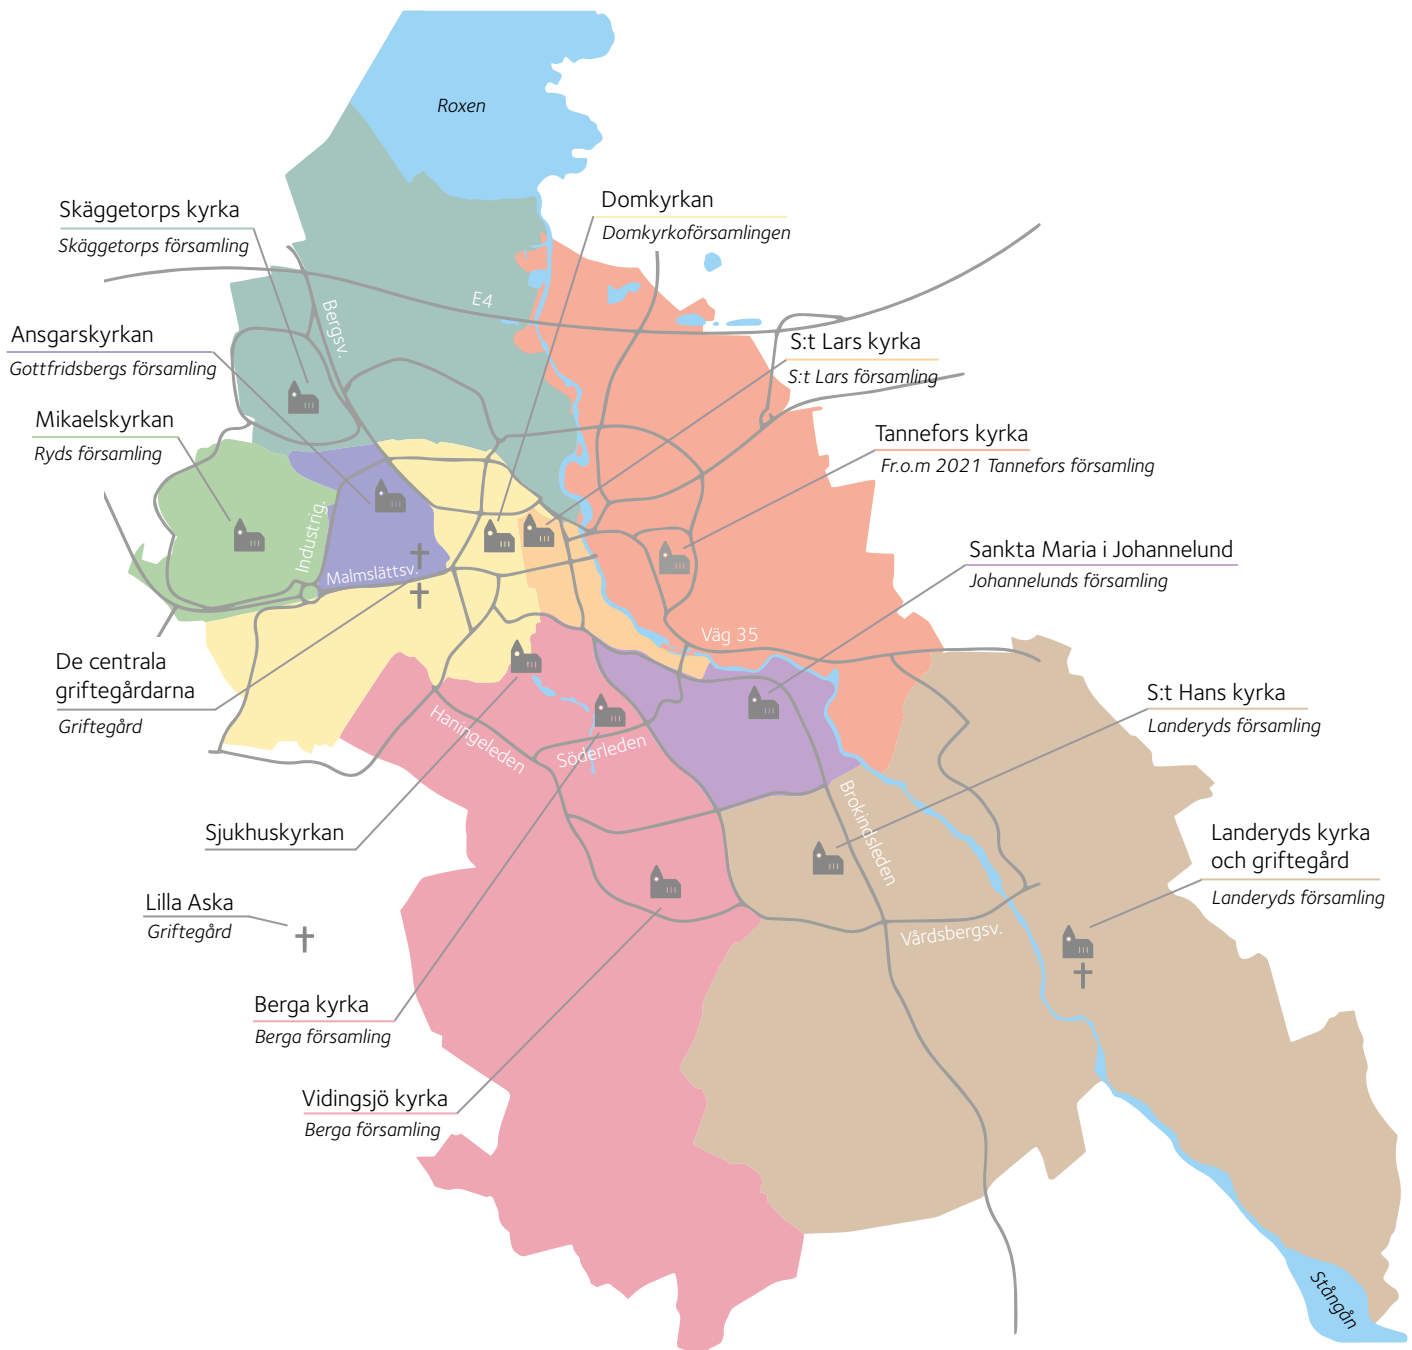 Roxen
Skäggetorps kyrka
Skäggetorps församling
Domkyrkan
Domkyrkoförsamlingen
E4
Bergsv.
Ansgarskyrkan
Gottfridsbergs församling
S:t Lars kyrka
S:t Lars församling
Mikaelskyrkan
Ryds församling
Tannefors kyrka
Fr.o.m 2021 Tannefors församling
Industrig.
Malmslättsv.
Sankta Maria i Johannelund
Johannelunds församling
Väg 35
De centrala
griftegårdarna
Griftegård
S:t Hans kyrka
Landeryds församling
Haningeleden
Söderleden
Brokindsleden
Sjukhuskyrkan
Landeryds kyrka
och griftegård
Landeryds församling
Lilla Aska
Griftegård
Vårdsbergsv.
Berga kyrka
Berga församling
Vidingsjö kyrka
Berga församling
Stångån